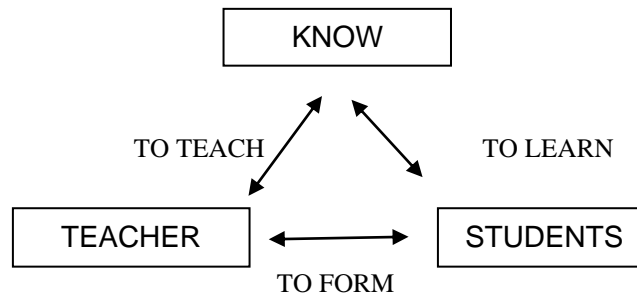 KNOW
TO TEACH
TO LEARN
TEACHER
STUDENTS
TO FORM